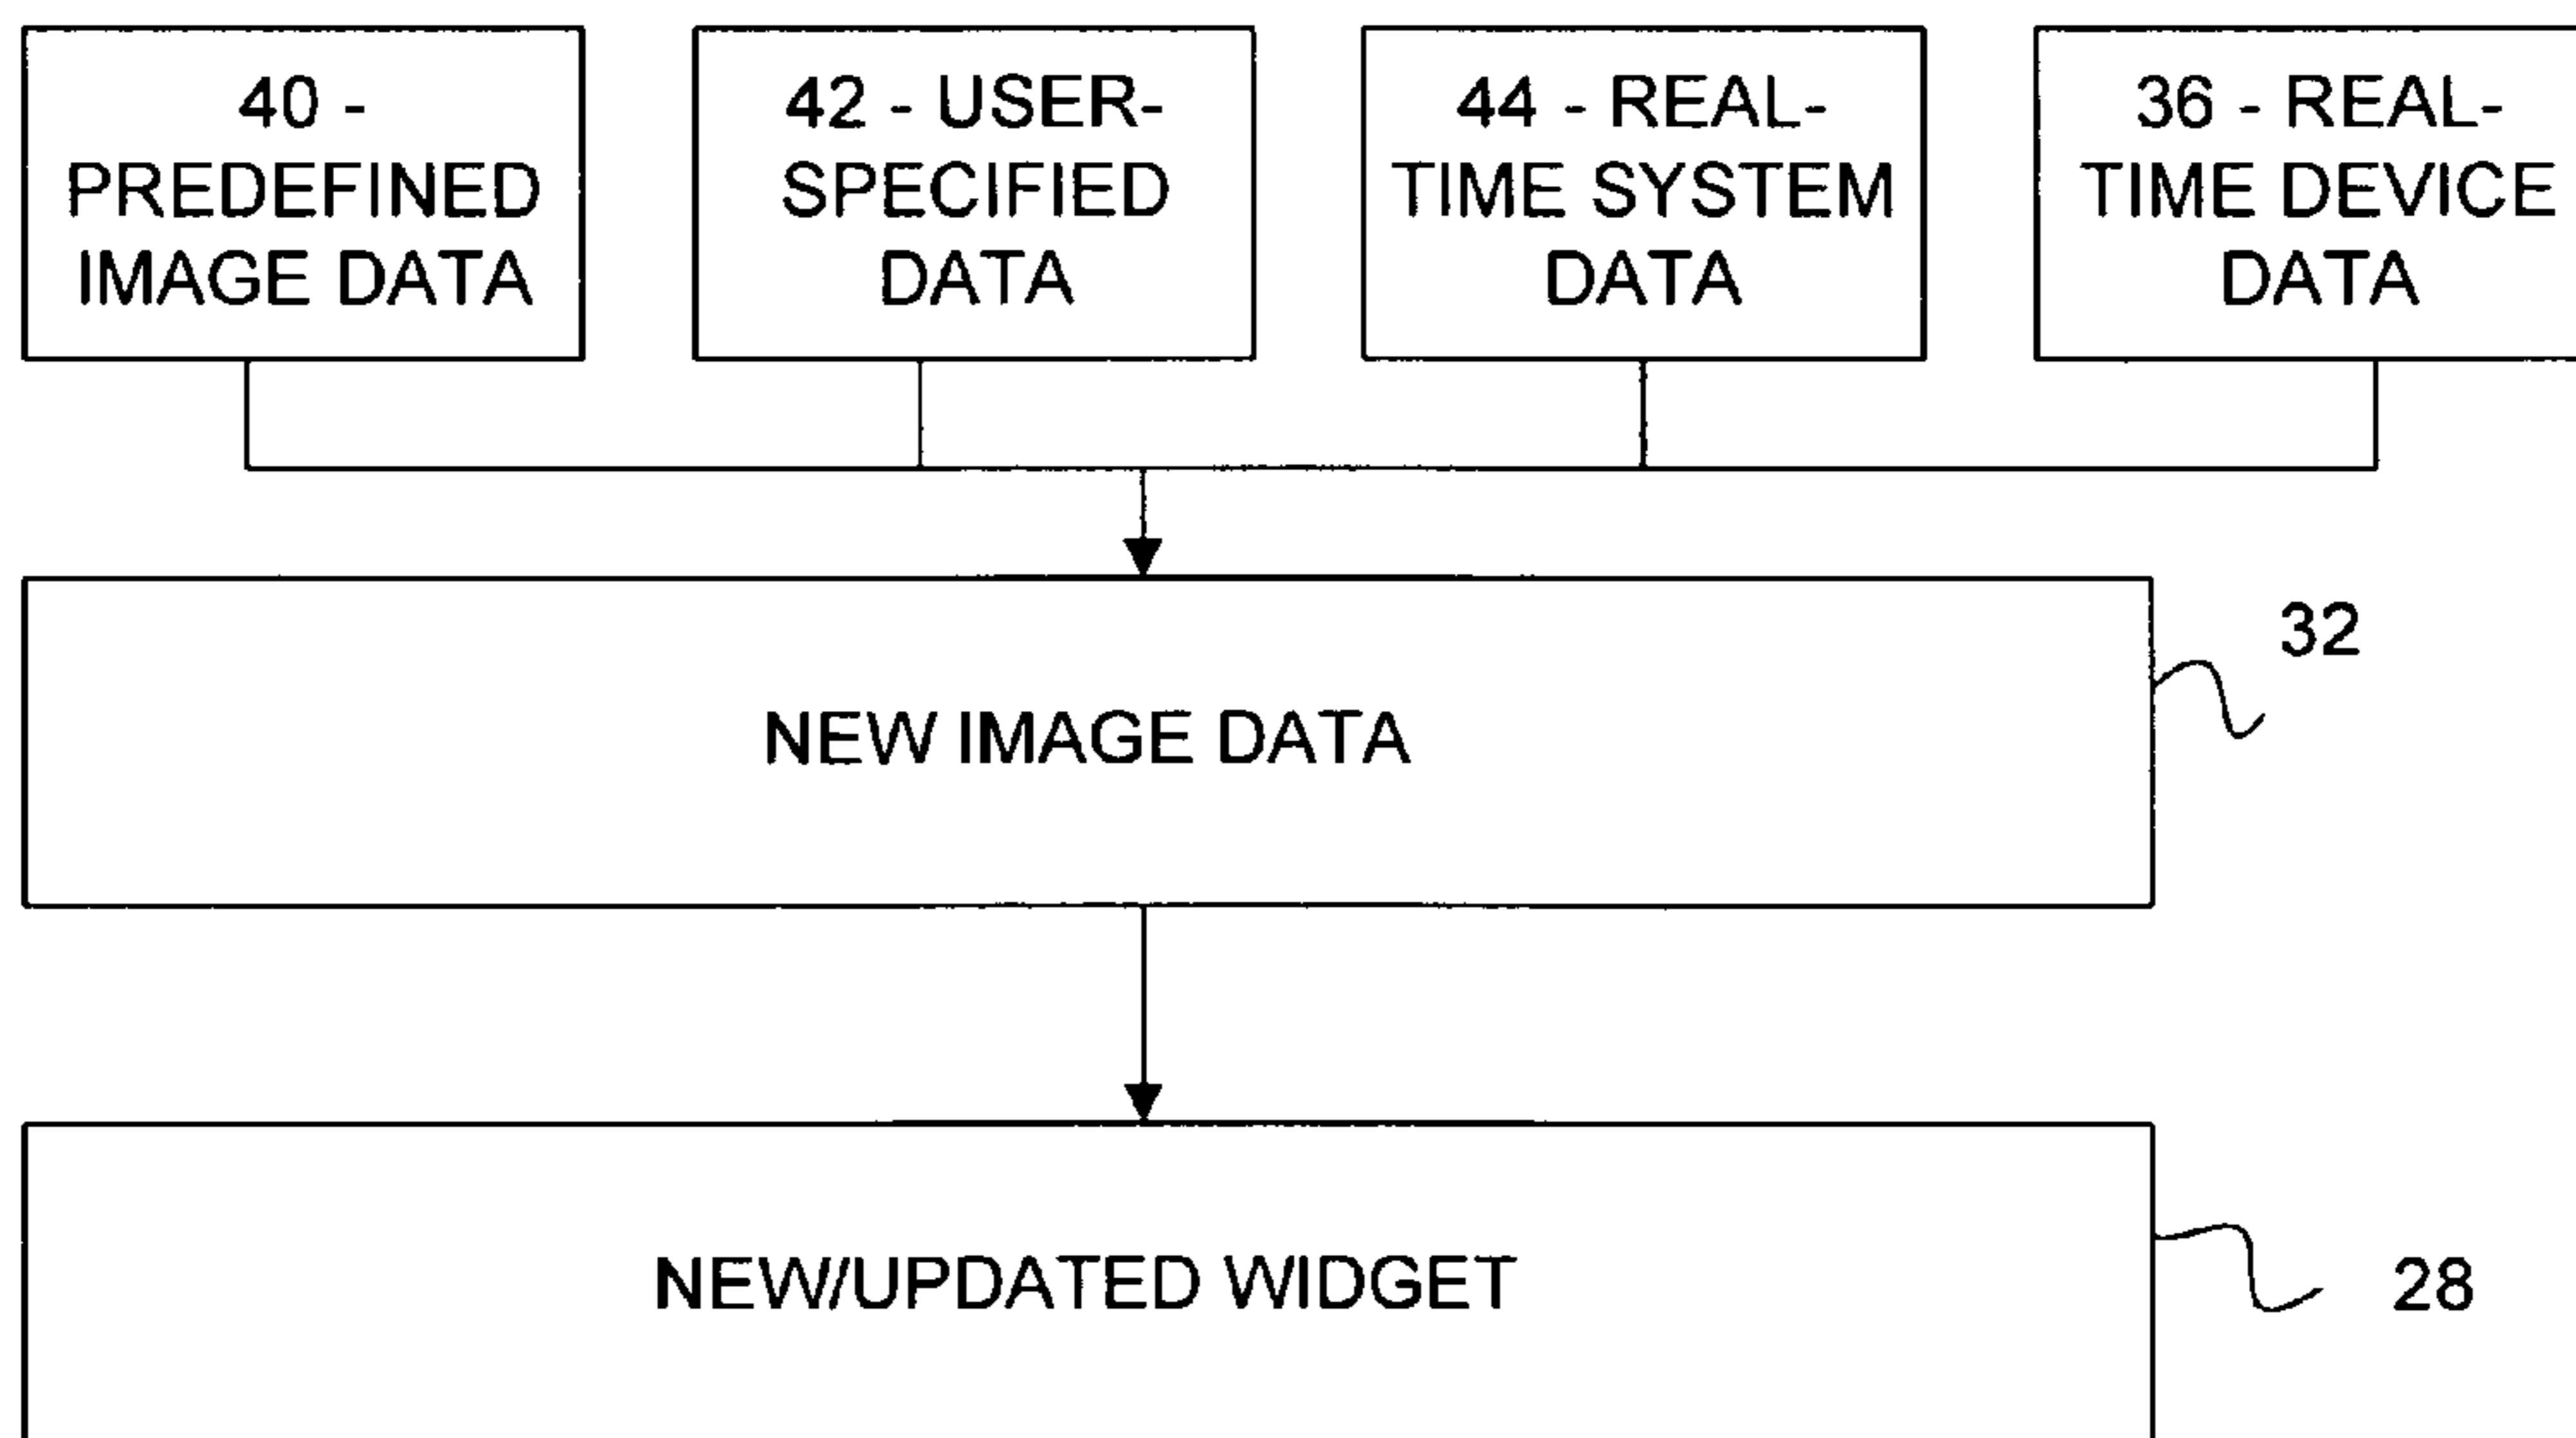 40 -
PREDEFINED
IMAGE DATA
42 - USER-
SPECIFIED
DATA
44 - REAL-
TIME SYSTEM
DATA
36 - REAL-
TIME DEVICE
DATA
32
NEW IMAGE DATA
NEW/UPDATED WIDGET
28